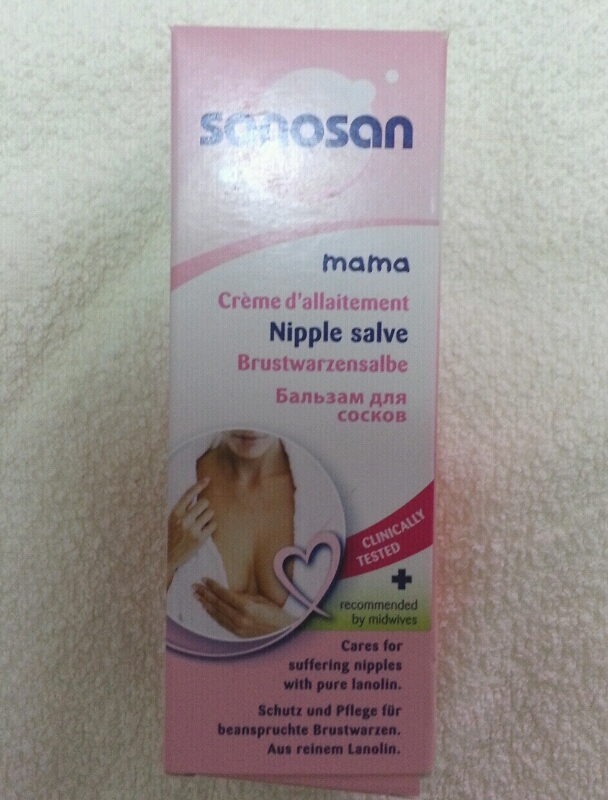 sanosan
mama
Crème d'allaitement
Nipple salve
Brustwarzensalbe
Бальзам для
сосков
CLINICALLY
TESTED
recommended
by midwives
Cares for
suffering nipples
with pure lanolin.
Schutz und Pflege für
beanspruchte Brustwarzen.
Aus reinem Lanolin.